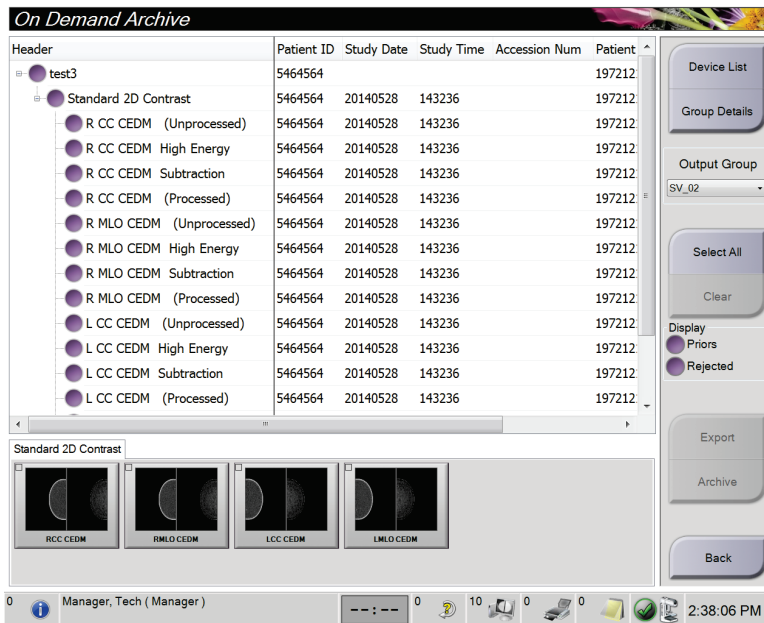 On Demand Archive
Header Patient ID Study Date Study Time Accession Num Patient
test3 5464564 197212
Standard 2D Contrast 5464564 20140528 143236 197212
R CC CEDM (Unprocessed) 5464564 20140528 143236 197212
R CC CEDM High Energy 5464564 20140528 143236 197212
R CC CEDM Subtraction 5464564 20140528 143236 197212
R CC CEDM (Processed) 5464564 20140528 143236 197212
R MLO CEDM (Unprocessed) 5464564 20140528 143236 197212
R MLO CEDM High Energy 5464564 20140528 143236 197212
R MLO CEDM Subtraction 5464564 20140528 143236 197212
R MLO CEDM (Processed) 5464564 20140528 143236 197212
L CC CEDM (Unprocessed) 5464564 20140528 143236 197212
L CC CEDM High Energy 5464564 20140528 143236 197212
L CC CEDM Subtraction 5464564 20140528 143236 197212
L CC CEDM (Processed) 5464564 20140528 143236 197212
Device List
Group Details
Output Group
SV_02
Select All
Clear
Display
Priors
Rejected
Export
Archive
Back
Standard 2D Contrast
RCC CEDM RMLO CEDM LCC CEDM LMLO CEDM
0 Manager, Tech ( Manager ) --:-- 0 10 0 0 2:38:06 PM